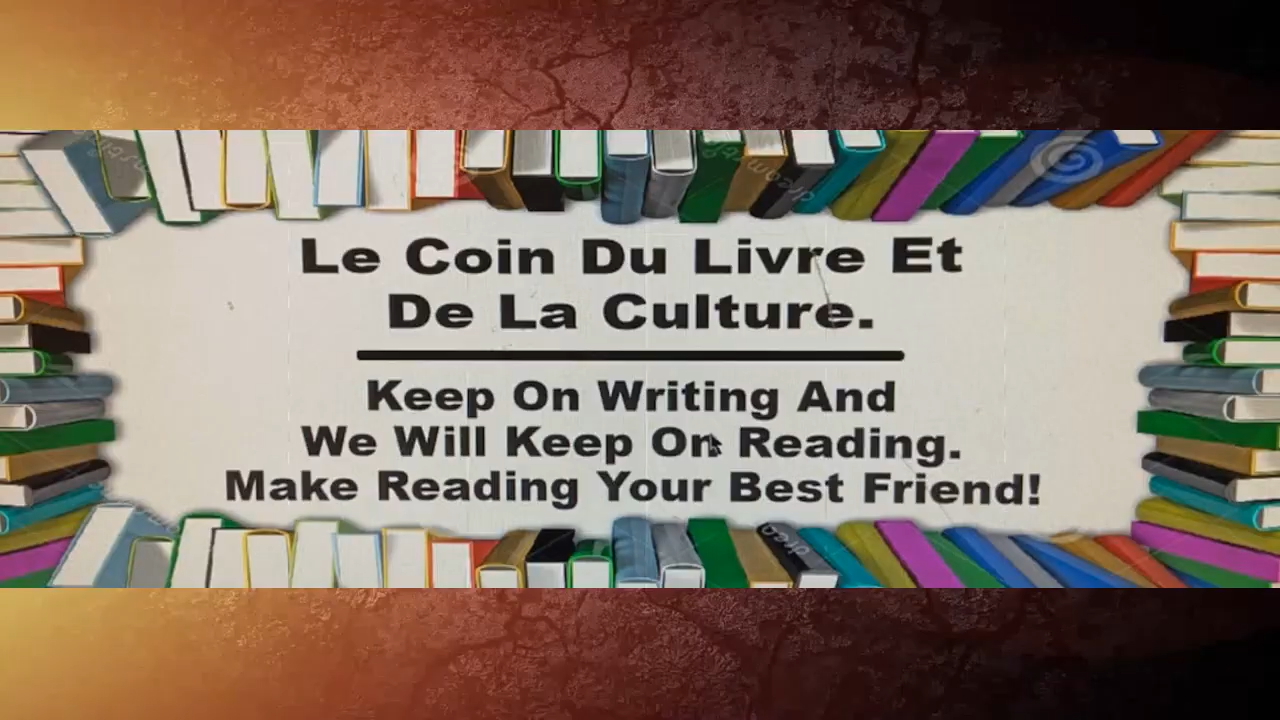 Le Coin Du Livre Et
De La Culture.
Keep On Writing And
We Will Keep On Reading.
Make Reading Your Best Friend!